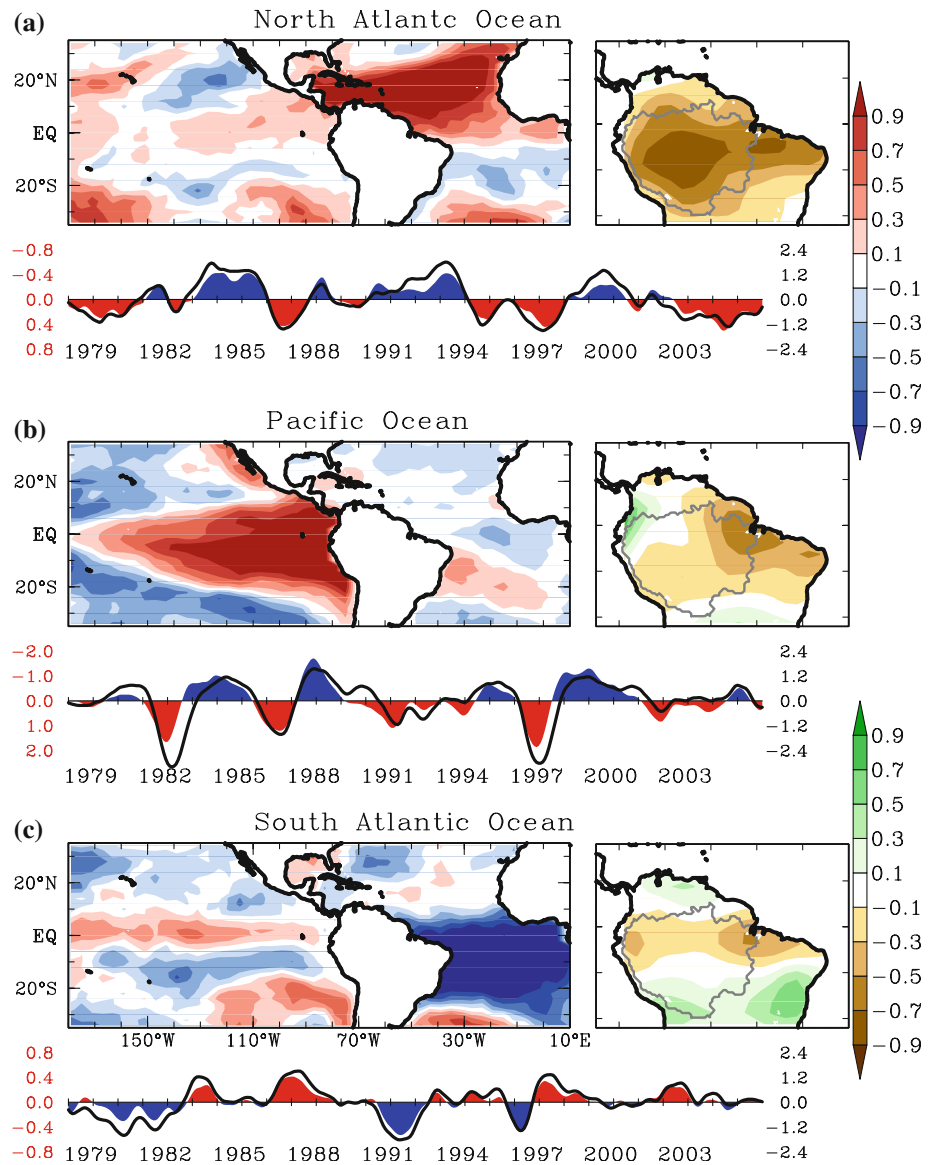 (a) North Atlantc Ocean
20°N
EQ
20°S
0.9
0.7
0.5
0.3
0.1
−0.1
−0.3
−0.5
−0.7
−0.9
−0.8 2.4
−0.4 1.2
0.0 0.0
0.4 −1.2
0.8 −2.4
1979 1982 1985 1988 1991 1994 1997 2000 2003
(b) Pacific Ocean
20°N
EQ
20°S
−2.0 2.4
−1.0 1.2
0.0 0.0
1.0 −1.2
2.0 −2.4
1979 1982 1985 1988 1991 1994 1997 2000 2003
(c) South Atlantic Ocean
20°N
EQ
20°S
150°W 110°W 70°W 30°W 10°E
0.9
0.7
0.5
0.3
0.1
−0.1
−0.3
−0.5
−0.7
−0.9
0.8 2.4
0.4 1.2
0.0 0.0
−0.4 −1.2
−0.8 −2.4
1979 1982 1985 1988 1991 1994 1997 2000 2003